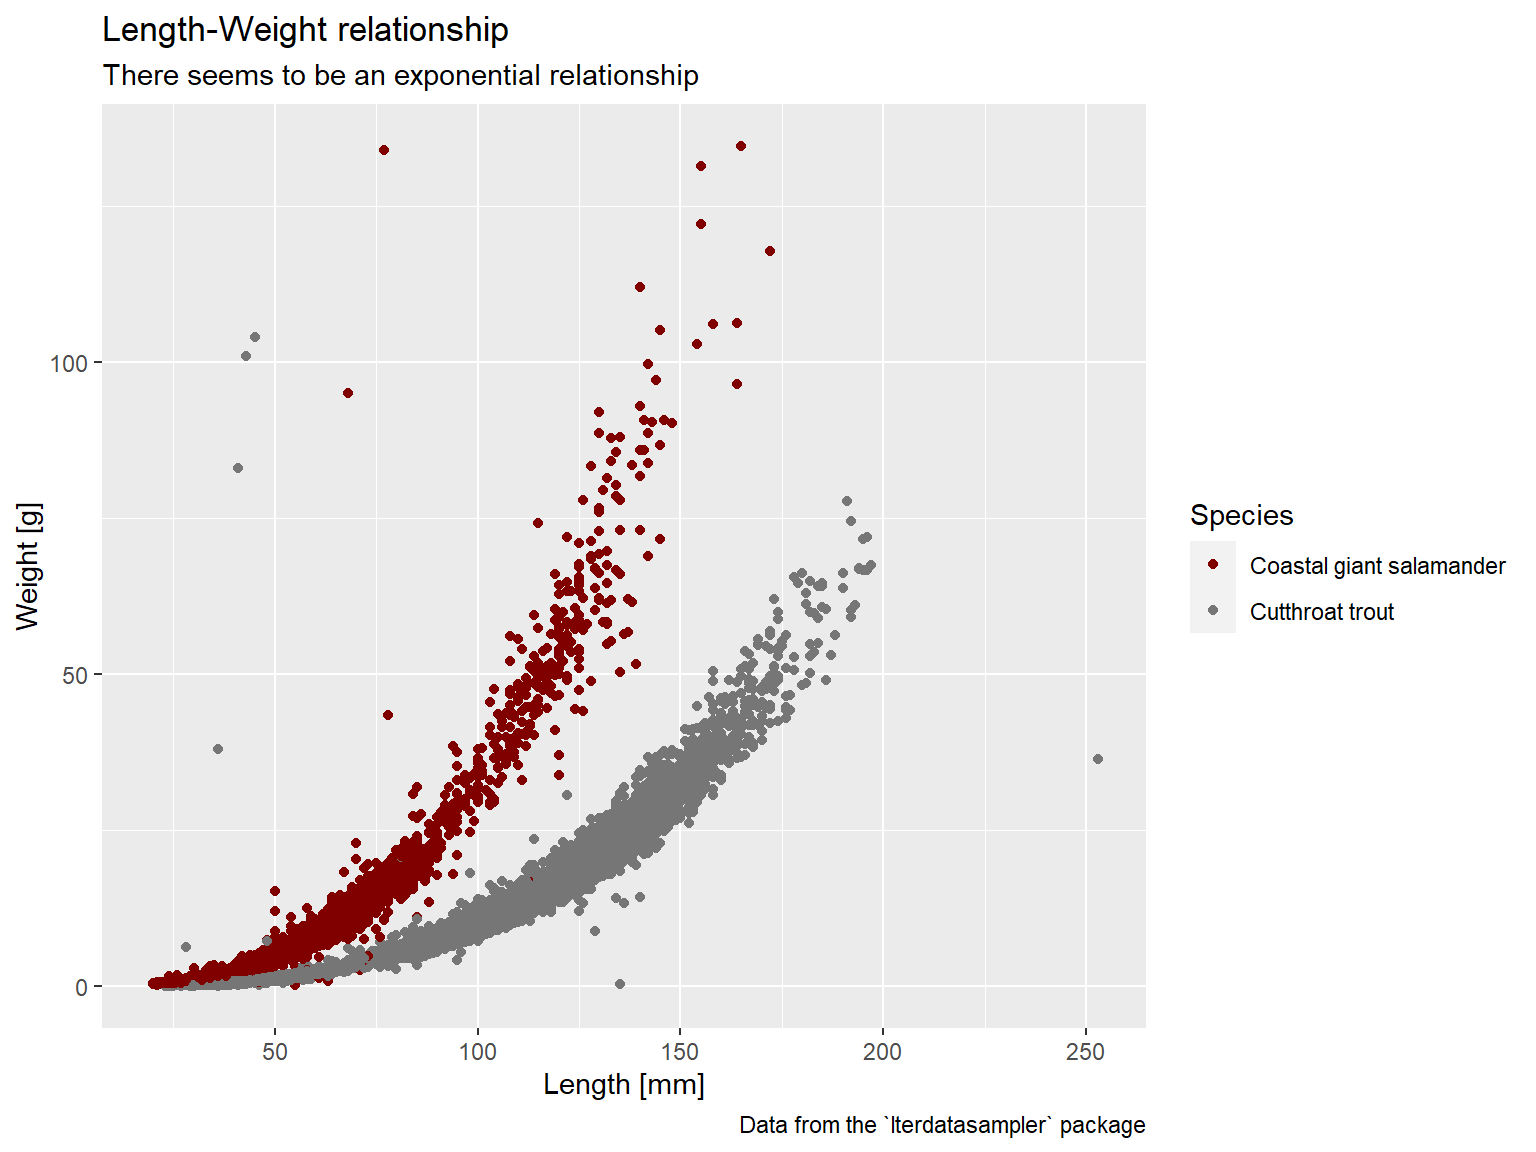 Length-Weight relationship
There seems to be an exponential relationship
Weight [g]
100
50
0
50
100
150
200
250
Length [mm]
Species
Coastal giant salamander
Cutthroat trout
Data from the `lterdatasampler` package